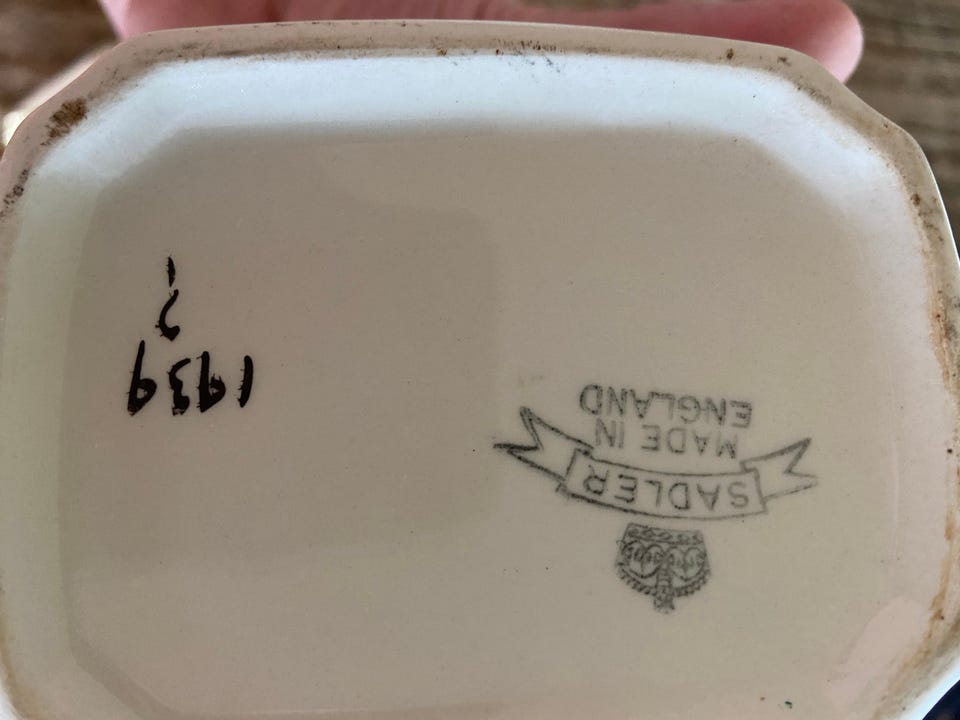 SADLER
MADE IN
ENGLAND
1939
?